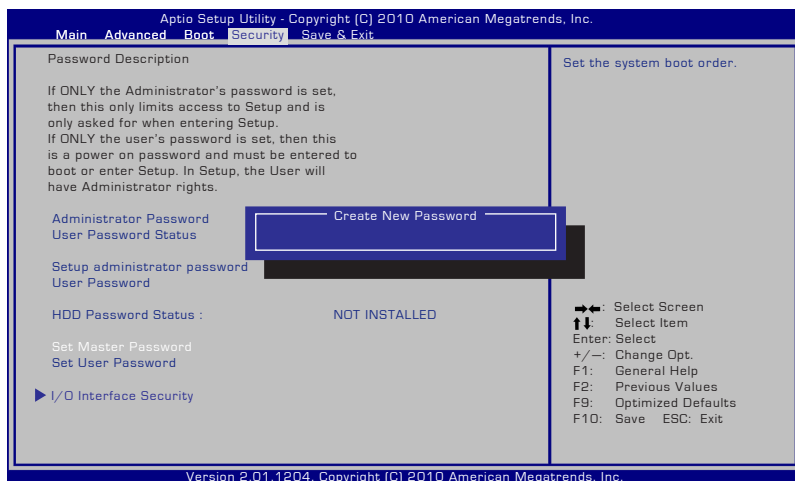 Aptio Setup Utility - Copyright (C) 2010 American Megatrends, Inc.
Main Advanced Boot Security Save & Exit
Password Description
If ONLY the Administrator's password is set,
then this only limits access to Setup and is
only asked for when entering Setup.
If ONLY the user's password is set, then this
is a power on password and must be entered to
boot or enter Setup. In Setup, the User will
have Administrator rights.
Administrator Password
User Password Status
Create New Password
Setup administrator password
User Password
HDD Password Status : NOT INSTALLED
Set Master Password
Set User Password
I/O Interface Security
Set the system boot order.
→←: Select Screen
↑↓: Select Item
Enter: Select
+/—: Change Opt.
F1: General Help
F2: Previous Values
F9: Optimized Defaults
F10: Save ESC: Exit
Version 2.01.1204. Copyright (C) 2010 American Megatrends, Inc.